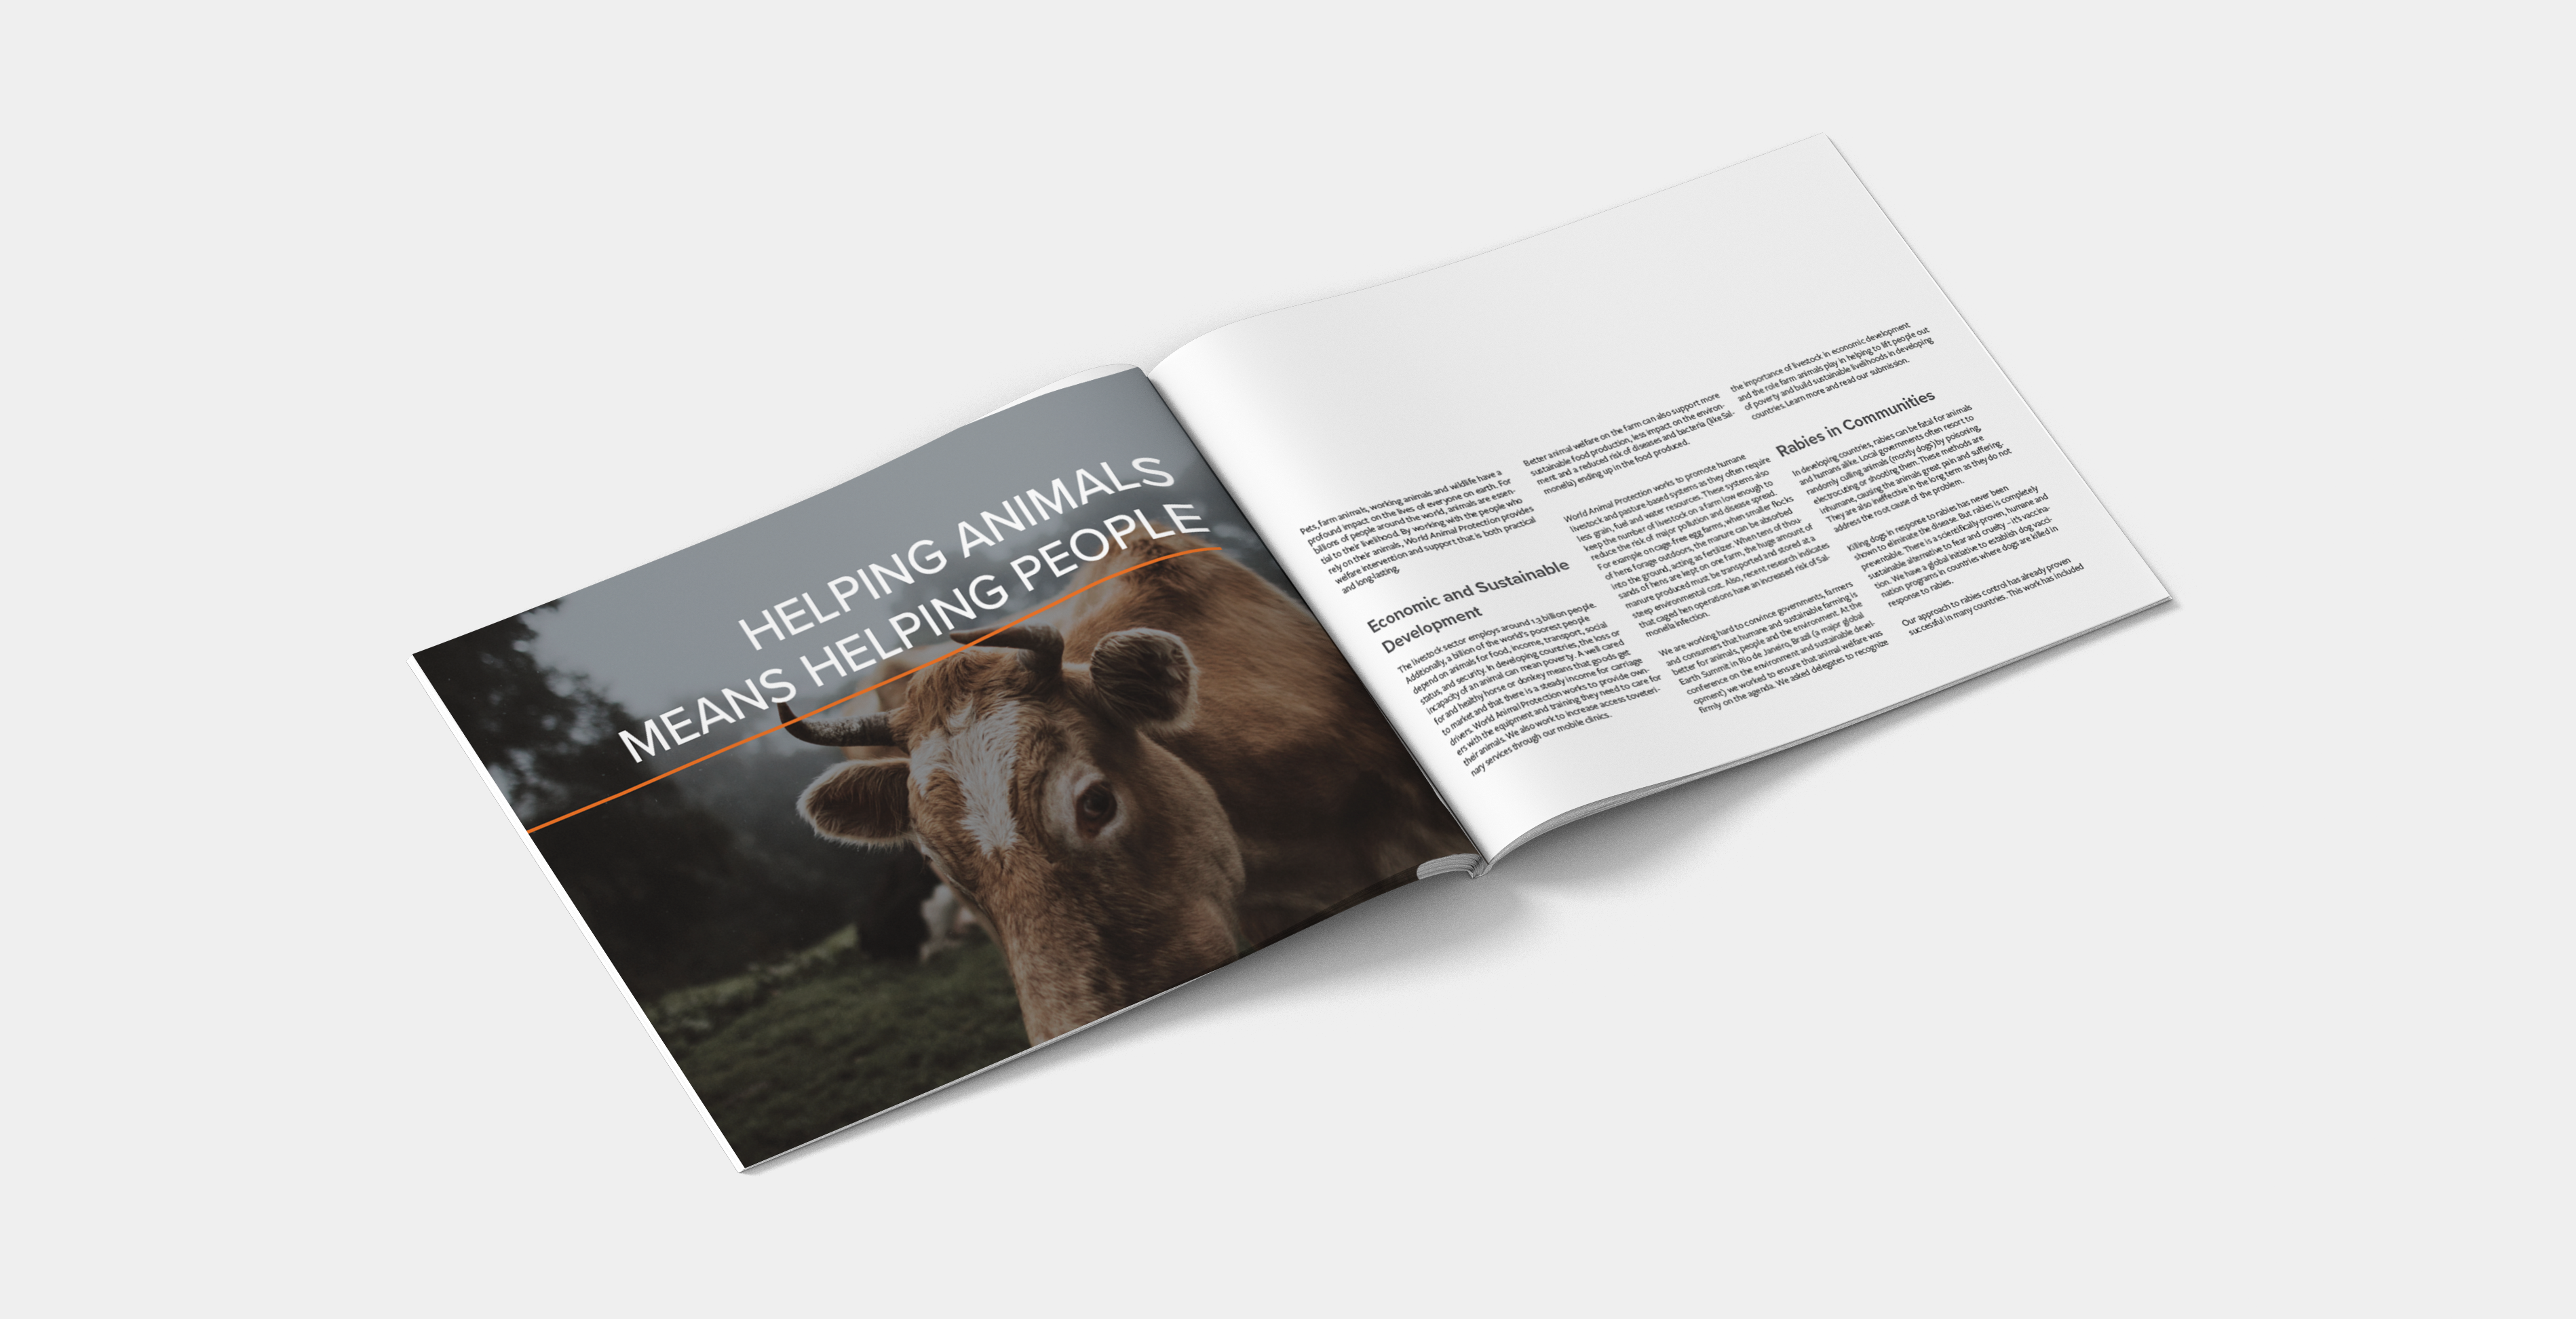 HELPING ANIMALS
MEANS HELPING PEOPLE
Pets, farm animals, working animals and wildlife have a
profound impact on the lives of everyone on earth. For
billions of people around the world, animals are essen-
tial to their livelihood. By working with the people who
rely on their animals, World Animal Protection provides
welfare intervention and support that is both practical
and long-lasting.
Economic and Sustainable
Development
The livestock sector employs around 1.3 billion people.
Additionally, a billion of the world's poorest people
depend on animals for food, income, transport, social
status, and security. In developing countries, the loss or
incapacity of an animal can mean poverty. A well cared
for and healthy horse or donkey means that goods get
to market and that there is a steady income for carriage
drivers. World Animal Protection works to provide own-
ers with the equipment and training they need to care for
their animals. We also work to increase access to veteri-
nary services through our mobile clinics.
Better animal welfare on the farm can also support more
sustainable food production, less impact on the environ-
ment and a reduced risk of diseases and bacteria (like Sal-
monella) ending up in the food produced.
World Animal Protection works to promote humane
livestock and pasture-based systems as they often require
less grain, fuel and water resources. These systems also
keep the number of livestock on a farm low enough to
reduce the risk of major pollution and disease spread.
For example on cage-free egg farms, when smaller flocks
of hens forage outdoors, the manure can be absorbed
into the ground, acting as fertilizer. When tens of thou-
sands of hens are kept on one farm, the huge amount of
manure produced must be transported and stored at a
steep environmental cost. Also, recent research indicates
that caged hen operations have an increased risk of Sal-
monella infection.
We are working hard to convince governments, farmers
and consumers that humane and sustainable farming is
better for animals, people and the environment. At the
Earth Summit in Rio de Janeiro, Brazil (a major global
conference on the environment and sustainable devel-
opment) we worked to ensure that animal welfare was
firmly on the agenda. We asked delegates to recognize
the importance of livestock in economic development
and the role farm animals play in helping to lift people out
of poverty and build sustainable livelihoods in developing
countries. Learn more and read our submission.
Rabies in Communities
In developing countries, rabies can be fatal for animals
and humans alike. Local governments often resort to
randomly culling animals (mostly dogs) by poisoning,
electrocuting or shooting them. These methods are
inhumane, causing the animals great pain and suffering.
They are also ineffective in the long term as they do not
address the root cause of the problem.
Killing dogs in response to rabies has never been
shown to eliminate the disease. But rabies is completely
preventable. There is a scientifically proven, humane and
sustainable alternative to fear and cruelty – its vaccina-
tion. We have a global initiative to establish dog vacci-
nation programs in countries where dogs are killed in
response to rabies.
Our approach to rabies control has already proven
successful in many countries. This work has included